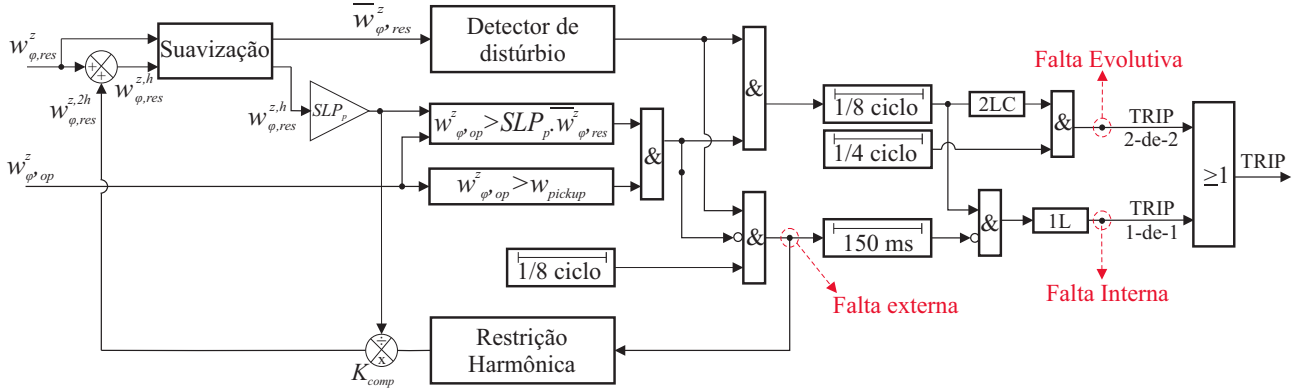 w^z_φ,res
+
+
w^z,h_φ,res
w^z,2h_φ,res
Suavização
w̅^z_φ,res
Detector de
distúrbio
w^z,h_φ,res
SLP_p
w^z_φ,op>SLP_p.w̅^z_φ,res
w^z_φ,op
w^z_φ,op>w_pickup
&
&
&
1/8 ciclo
1/8 ciclo
1/4 ciclo
2LC
&
Falta Evolutiva
TRIP
2-de-2
150 ms
&
1L
TRIP
1-de-1
≥1
TRIP
Falta externa
Falta Interna
÷
x
K_comp
Restrição
Harmônica